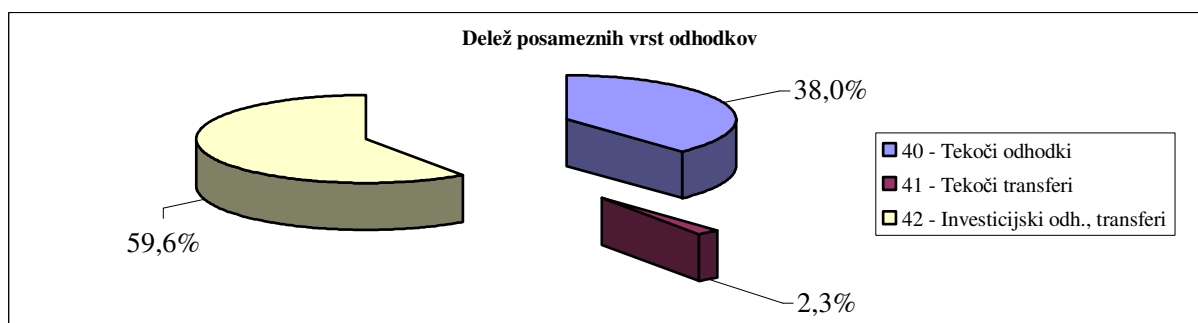 Delež posameznih vrst odhodkov
38,0%
40 - Tekoči odhodki
41 - Tekoči transferi
42 - Investicijski odh., transferi
59,6%
2,3%